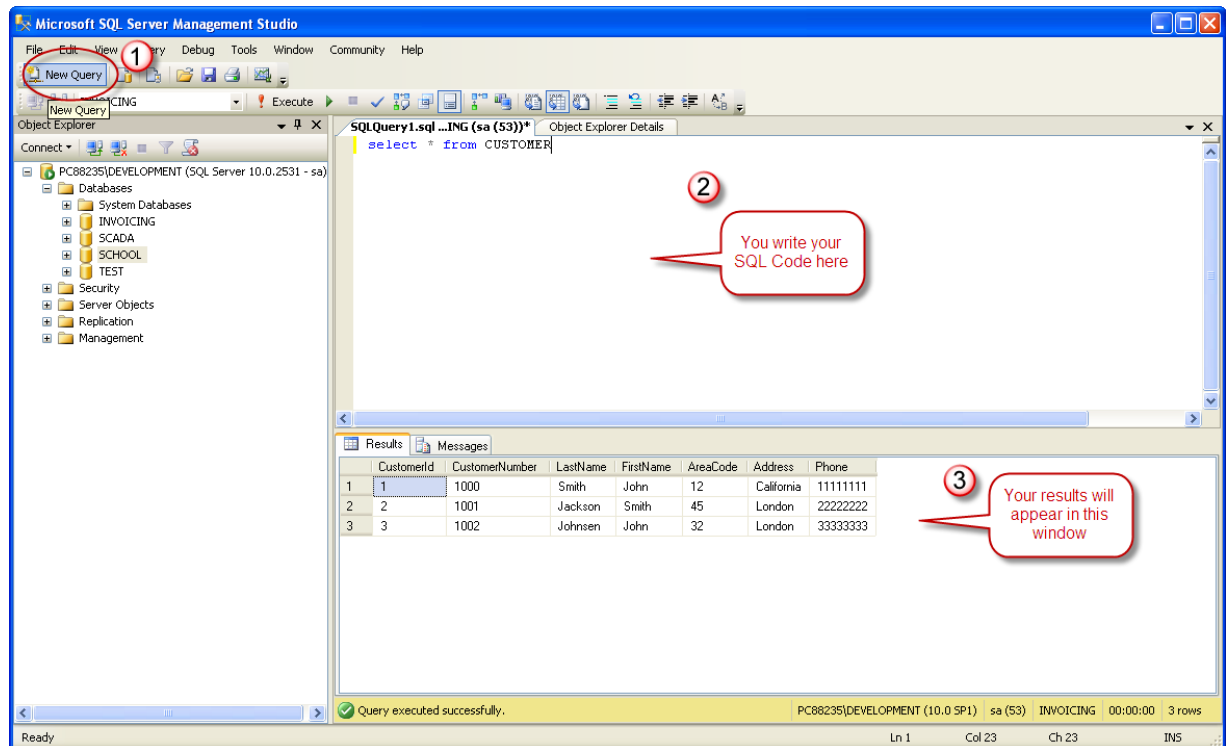 Microsoft SQL Server Management Studio
File Edit View Debug Tools Window Community Help
1
New Query
Execute
New Query
Object Explorer
SQLQuery1.sql ...ING (sa (53))* Object Explorer Details
Connect
select * from CUSTOMER
PC88235\DEVELOPMENT (SQL Server 10.0.2531 - sa)
Databases
System Databases
INVOICING
SCADA
SCHOOL
TEST
Security
Server Objects
Replication
Management
2
You write your
SQL Code here
Results Messages
CustomerId CustomerNumber LastName FirstName AreaCode Address Phone
1 1 1000 Smith John 12 California 11111111
2 2 1001 Jackson Smith 45 London 22222222
3 3 1002 Johnsen John 32 London 33333333
3
Your results will
appear in this
window
Query executed successfully. PC88235\DEVELOPMENT (10.0 SP1) sa (53) INVOICING 00:00:00 3 rows
Ready Ln 1 Col 23 Ch 23 INS